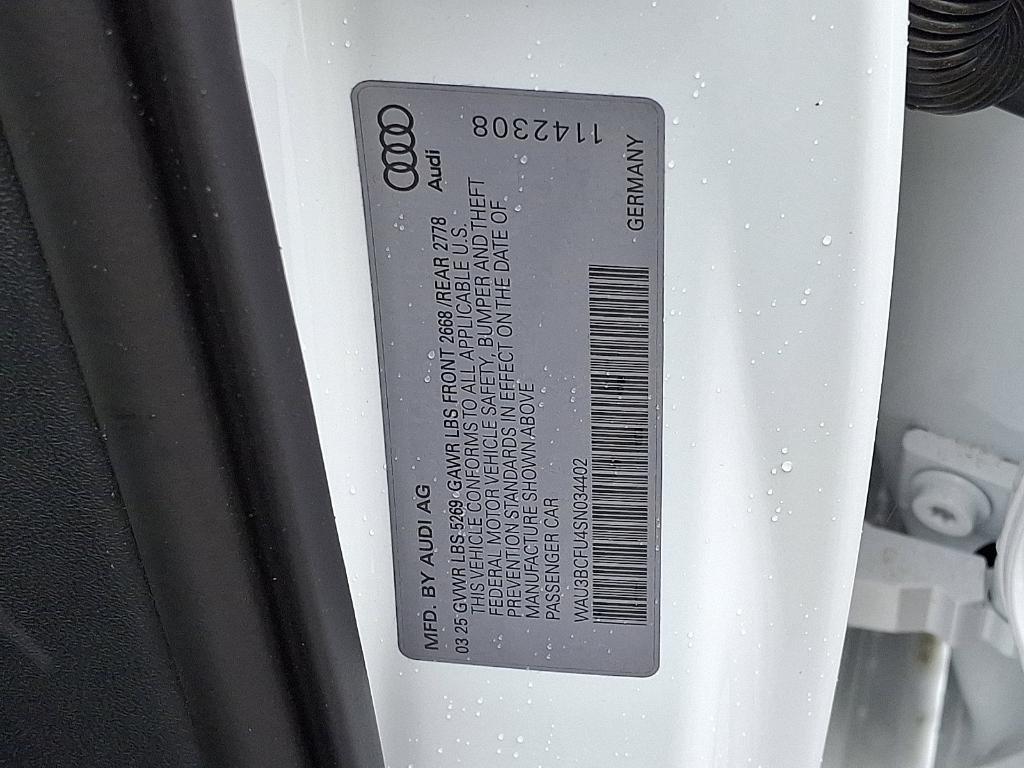 Audi
1142308
MFD. BY AUDI AG
03 25 GVWR LBS 5269 GAWR LBS FRONT 2668 /REAR 2778
THIS VEHICLE CONFORMS TO ALL APPLICABLE U.S.
FEDERAL MOTOR VEHICLE SAFETY, BUMPER AND THEFT
PREVENTION STANDARDS IN EFFECT ON THE DATE OF
MANUFACTURE SHOWN ABOVE
PASSENGER CAR
WAU3BCFU4SN034402
GERMANY